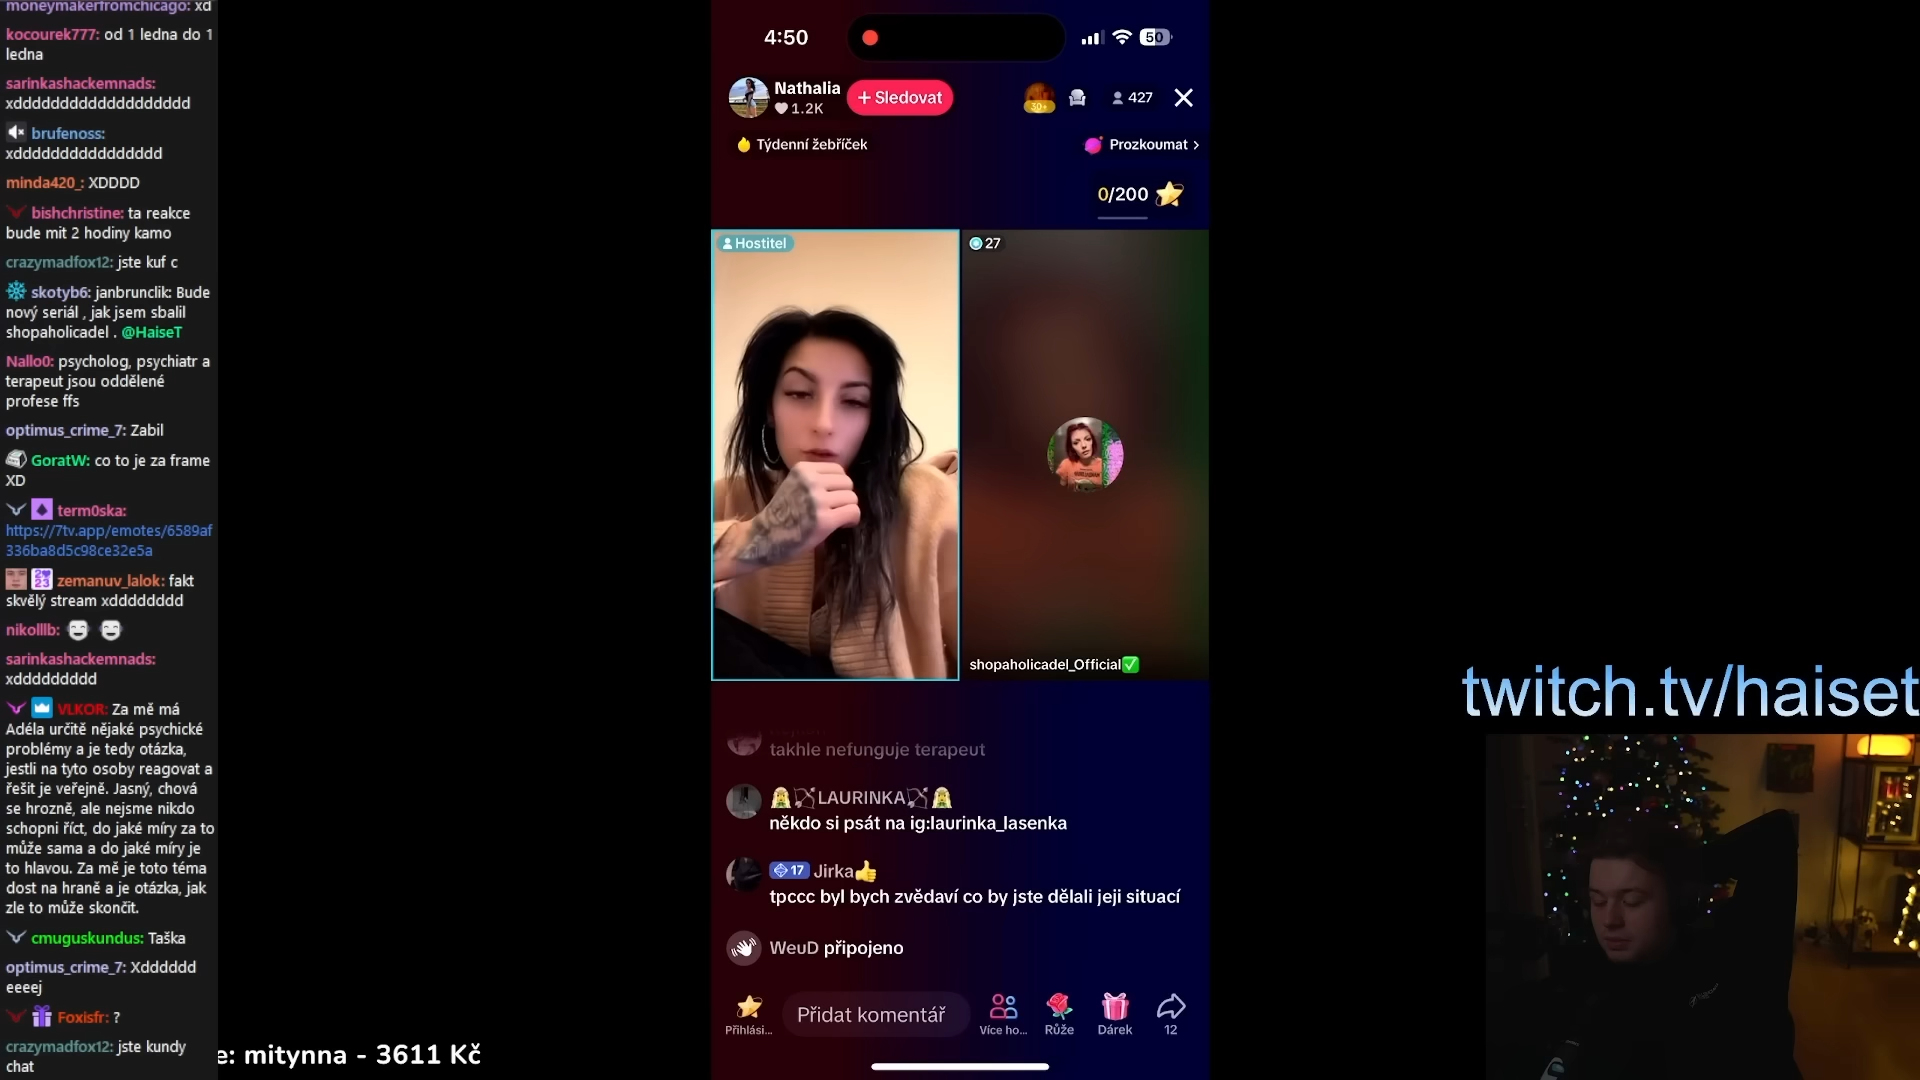 moneymakerfromchicago: xd
kocourek777: od 1 ledna do 1
ledna
sarinkashackemnads:
xddddddddddddddddddd
brufenoss:
xdddddddddddddddd
minda420_: XDDDD
bishchristine: ta reakce
bude mit 2 hodiny kamo
crazymadfox12: jste kuf c
skotyb6: janbrunclik: Bude
nový seriál , jak jsem sbalil
shopaholicadel . @HaiseT
Nallo0: psycholog, psychiatr a
terapeut jsou oddělené
profese ffs
optimus_crime_7: Zabil
GoratW: co to je za frame
XD
term0ska:
https://7tv.app/emotes/6589af
336ba8d5c98ce32e5a
zemanuv_lalok: fakt
skvělý stream xdddddddd
nikolllb:
sarinkashackemnads:
xddddddddd
VLKOR: Za mě má
Adéla určitě nějaké psychické
problémy a je tedy otázka,
jestli na tyto osoby reagovat a
řešit je veřejně. Jasný, chová
se hrozně, ale nejsme nikdo
schopni říct, do jaké míry za to
může sama a do jaké míry je
to hlavou. Za mě je toto téma
dost na hraně a je otázka, jak
zle to může skončit.
cmuguskundus: Taška
optimus_crime_7: Xdddddd
eeeej
Foxisfr: ?
crazymadfox12: jste kundy
chat
e: mitynna - 3611 Kč
4:50
50
Nathalia
1.2K
+ Sledovat
30+
427
Týdenní žebříček
Prozkoumat >
0/200
Hostitel
27
shopaholicadel_Official
takhle nefunguje terapeut
LAURINKA
někdo si psát na ig:laurinka_lasenka
17 Jirka
tpccc byl bych zvědaví co by jste dělali jeji situací
WeuD připojeno
Přihlási...
Přidat komentář
Více ho...
Růže
Dárek
12
twitch.tv/haiset